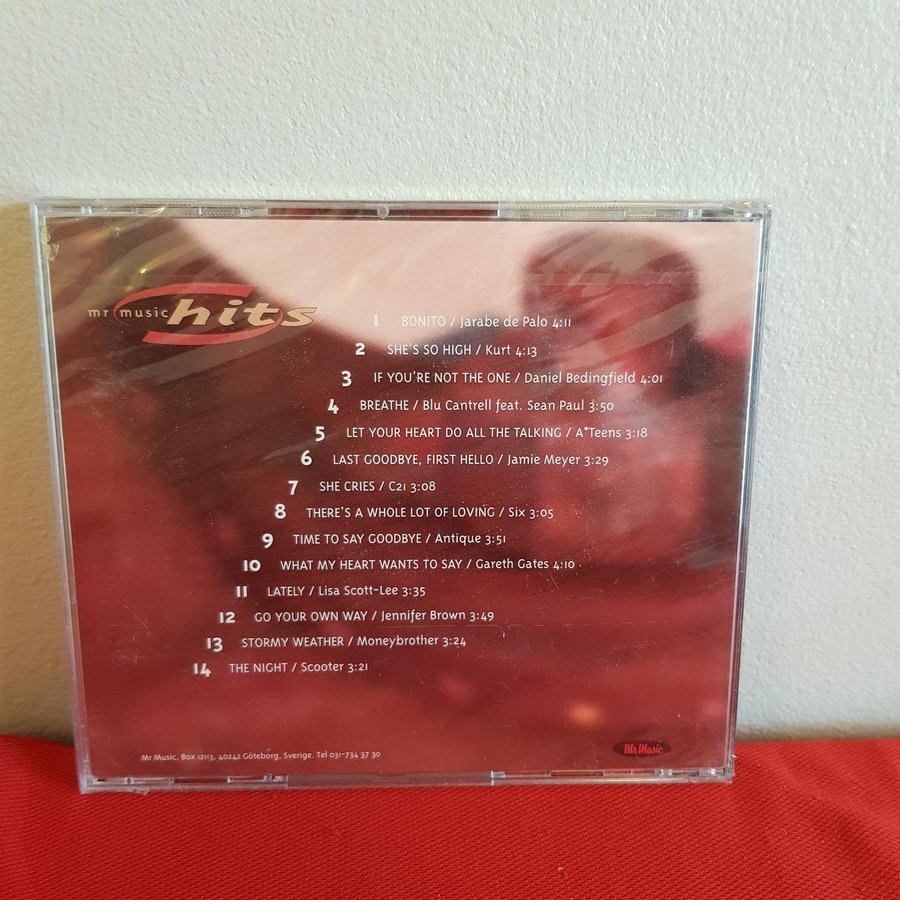 mr music hits
1 BONITO / Jarabe de Palo 4:11
2 SHE'S SO HIGH / Kurt 4:13
3 IF YOU'RE NOT THE ONE / Daniel Bedingfield 4:01
4 BREATHE / Blu Cantrell feat. Sean Paul 3:50
5 LET YOUR HEART DO ALL THE TALKING / A*Teens 3:18
6 LAST GOODBYE, FIRST HELLO / Jamie Meyer 3:29
7 SHE CRIES / C21 3:08
8 THERE'S A WHOLE LOT OF LOVING / Six 3:05
9 TIME TO SAY GOODBYE / Antique 3:51
10 WHAT MY HEART WANTS TO SAY / Gareth Gates 4:10
11 LATELY / Lisa Scott-Lee 3:35
12 GO YOUR OWN WAY / Jennifer Brown 3:49
13 STORMY WEATHER / Moneybrother 3:24
14 THE NIGHT / Scooter 3:21
Mr Music, Box 12113, 40242 Göteborg, Sverige. Tel 031-734 37 30
Mr Music